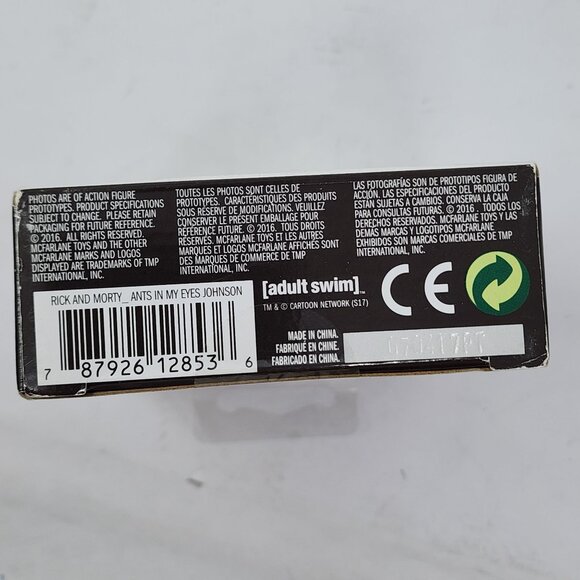 PHOTOS ARE OF ACTION FIGURE
PROTOTYPES. PRODUCT SPECIFICATIONS
SUBJECT TO CHANGE. PLEASE RETAIN
PACKAGING FOR FUTURE REFERENCE.
© 2016. ALL RIGHTS RESERVED.
MCFARLANE TOYS AND THE OTHER
MCFARLANE MARKS AND LOGOS
DISPLAYED ARE TRADEMARKS OF TMP
INTERNATIONAL, INC.
TOUTES LES PHOTOS SONT CELLES DE
PROTOTYPES. CARACTÉRISTIQUES DES PRODUITS
SOUS RÉSERVE DE MODIFICATIONS. VEUILLEZ
CONSERVER LE PRÉSENT EMBALLAGE POUR
RÉFÉRENCE FUTURE. © 2016. TOUS DROITS
RÉSERVÉS. MCFARLANE TOYS ET LES AUTRES
MARQUES ET LOGOS MCFARLANE AFFICHÉS SONT
DES MARQUES DE COMMERCE DE TMP
INTERNATIONAL, INC.
LAS FOTOGRAFÍAS SON DE PROTOTIPOS FIGURA DE
ACCIÓN. LAS ESPECIFICACIONES DEL PRODUCTO
ESTÁN SUJETAS A CAMBIOS. CONSERVA LA CAJA
PARA CONSULTAS FUTURAS. © 2016. TODOS LOS
DERECHOS RESERVADOS. MCFARLANE TOYS Y LAS
DEMÁS MARCAS Y LOGOTIPOS MCFARLANE
EXHIBIDOS SON MARCAS COMERCIALES DE TMP
INTERNATIONAL, INC.
RICK AND MORTY_ ANTS IN MY EYES JOHNSON
7 87926 12853 6
[adult swim]™
TM & © CARTOON NETWORK (S17)
MADE IN CHINA.
FABRIQUÉ EN CHINE.
FABRICADO EN CHINA.
CE